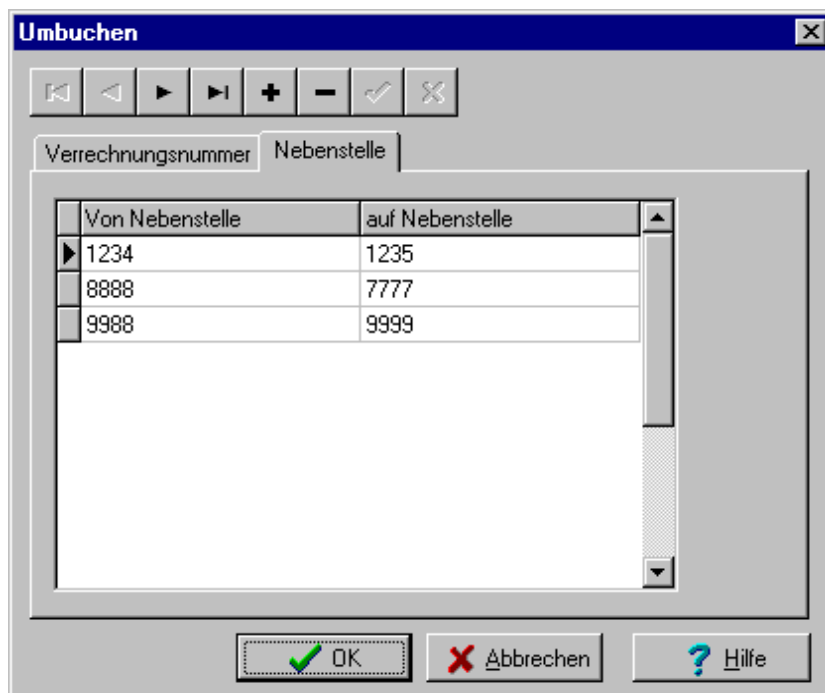 Umbuchen
Verrechnungsnummer Nebenstelle
Von Nebenstelle auf Nebenstelle
1234 1235
8888 7777
9988 9999
OK Abbrechen Hilfe